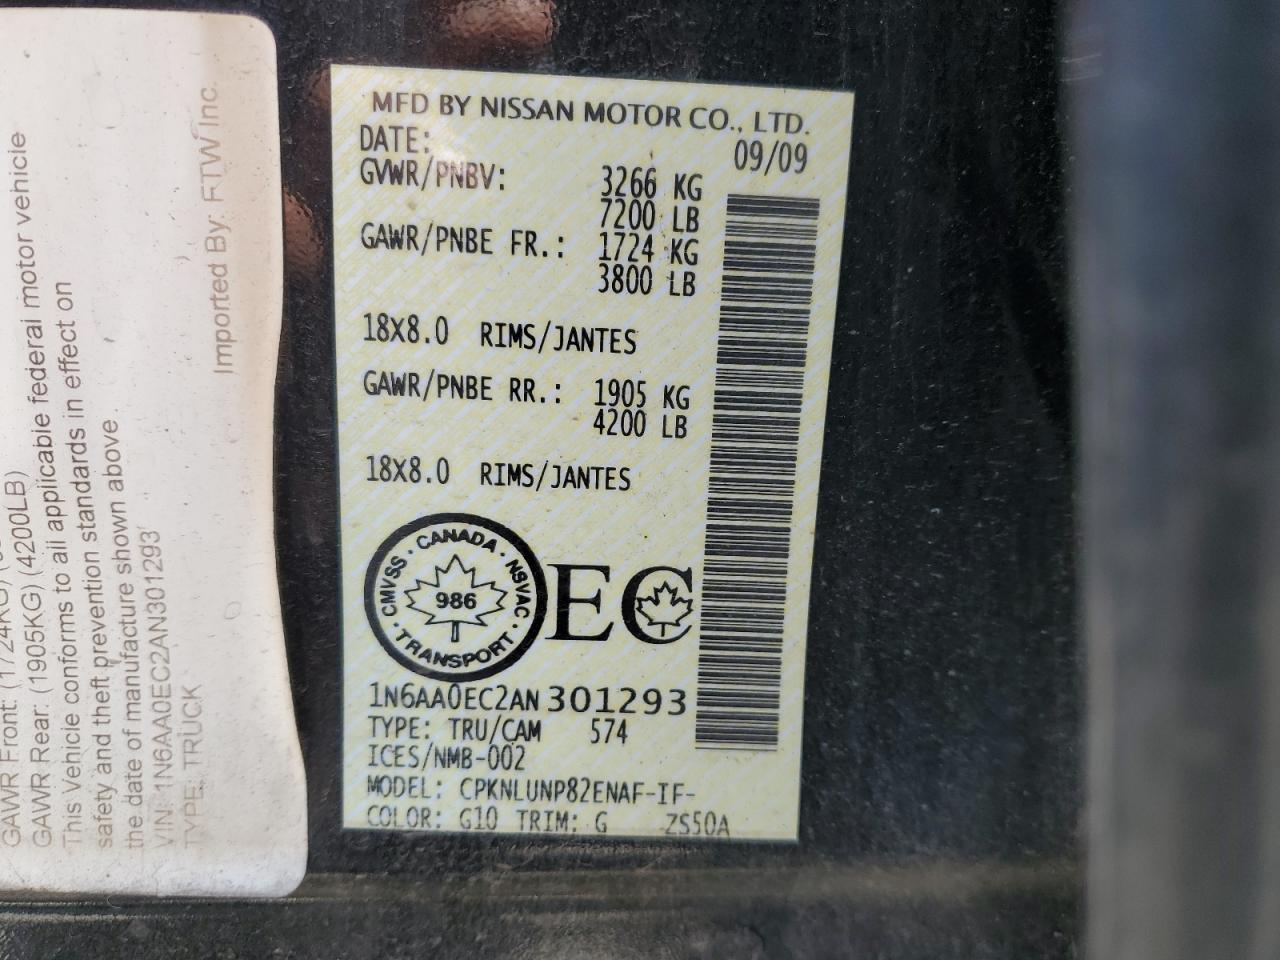 MFD BY NISSAN MOTOR CO., LTD.
DATE: 09/09
GVWR/PNBV: 3266 KG
7200 LB
GAWR/PNBE FR.: 1724 KG
3800 LB
18X8.0 RIMS/JANTES
GAWR/PNBE RR.: 1905 KG
4200 LB
18X8.0 RIMS/JANTES
CANADA · NSVAC · TRANSPORT · CMVSS ·
986
EC
1N6AA0EC2AN301293
TYPE: TRU/CAM 574
ICES/NMB-002
MODEL: CPKNLUNP82ENAF-IF-
COLOR: G10 TRIM: G ZS50A
GAWR Front: (1724KG)
GAWR Rear: (1905KG) (4200LB)
This Vehicle conforms to all applicable federal motor vehicle
safety and theft prevention standards in effect on
the date of manufacture shown above.
VIN: 1N6AA0EC2AN301293
TYPE: TRUCK
Imported By: FTW Inc.